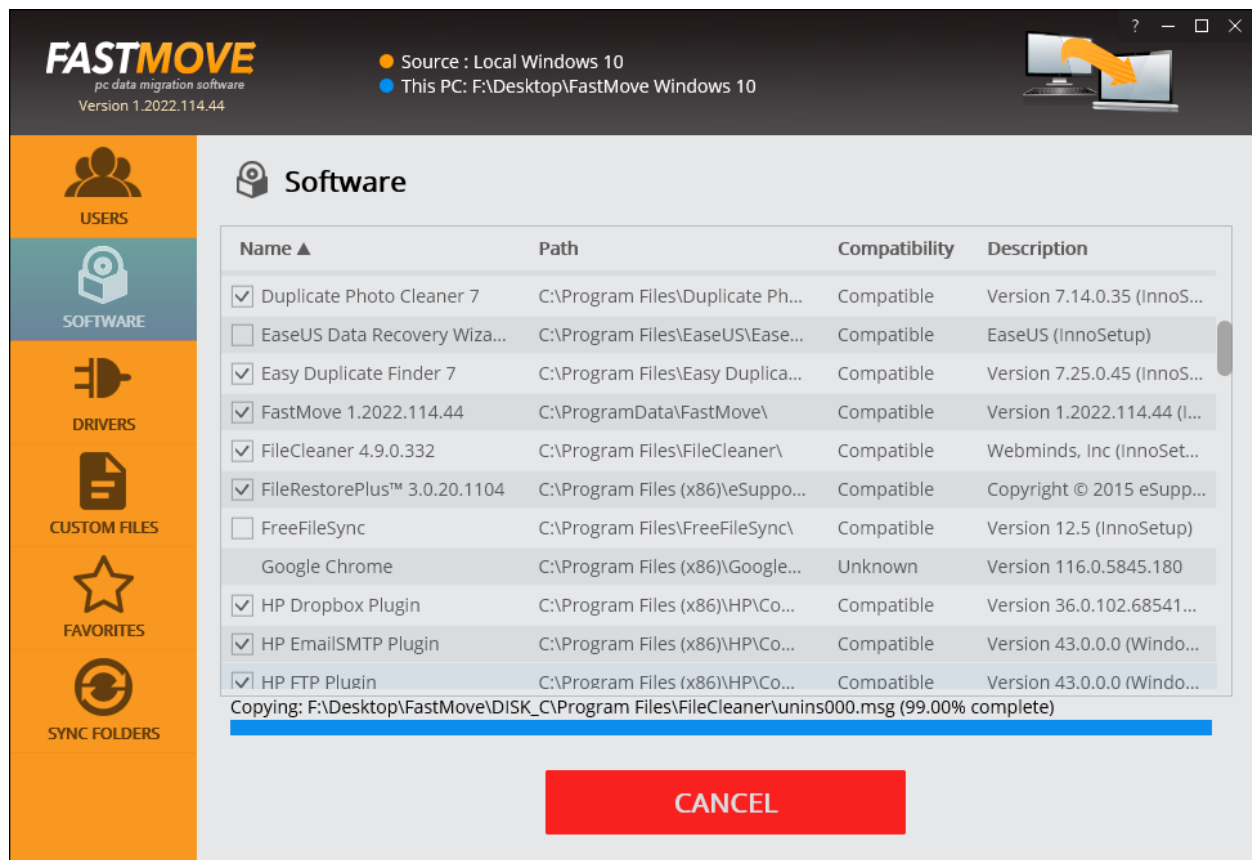 FASTMOVE
pc data migration software
Version 1.2022.114.44
Source : Local Windows 10
This PC: F:\Desktop\FastMove Windows 10
?
USERS
SOFTWARE
DRIVERS
CUSTOM FILES
FAVORITES
SYNC FOLDERS
Software
Name ▲ Path Compatibility Description
Duplicate Photo Cleaner 7 C:\Program Files\Duplicate Ph... Compatible Version 7.14.0.35 (InnoS...
EaseUS Data Recovery Wiza... C:\Program Files\EaseUS\Ease... Compatible EaseUS (InnoSetup)
Easy Duplicate Finder 7 C:\Program Files\Easy Duplica... Compatible Version 7.25.0.45 (InnoS...
FastMove 1.2022.114.44 C:\ProgramData\FastMove\ Compatible Version 1.2022.114.44 (I...
FileCleaner 4.9.0.332 C:\Program Files\FileCleaner\ Compatible Webminds, Inc (InnoSet...
FileRestorePlus™ 3.0.20.1104 C:\Program Files (x86)\eSuppo... Compatible Copyright © 2015 eSupp...
FreeFileSync C:\Program Files\FreeFileSync\ Compatible Version 12.5 (InnoSetup)
Google Chrome C:\Program Files (x86)\Google... Unknown Version 116.0.5845.180
HP Dropbox Plugin C:\Program Files (x86)\HP\Co... Compatible Version 36.0.102.68541...
HP EmailSMTP Plugin C:\Program Files (x86)\HP\Co... Compatible Version 43.0.0.0 (Windo...
HP FTP Plugin C:\Program Files (x86)\HP\Co... Compatible Version 43.0.0.0 (Windo...
Copying: F:\Desktop\FastMove\DISK_C\Program Files\FileCleaner\unins000.msg (99.00% complete)
CANCEL